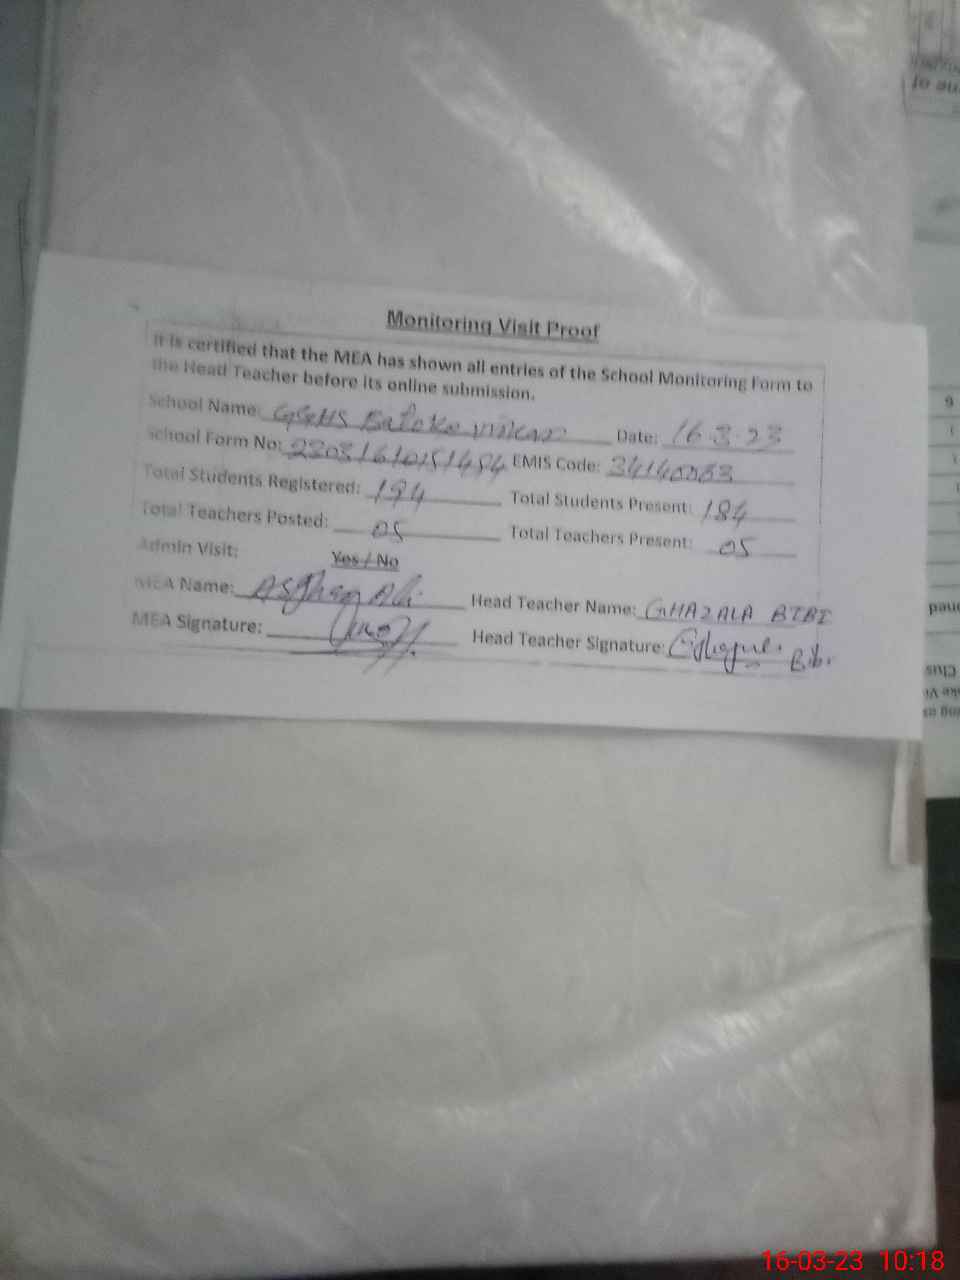 Monitoring Visit Proof
It is certified that the MEA has shown all entries of the School Monitoring Form to
the Head Teacher before its online submission.
School Name: Date: 16-3-23
School Form No: EMIS Code:
Total Students Registered: 194 Total Students Present: 184
Total Teachers Posted: 05 Total Teachers Present: 05
Admin Visit: Yes / No
MEA Name: Asghar Ali Head Teacher Name: GHAZALA BIBI
MEA Signature: Head Teacher Signature: Bibi
16-03-23 10:18